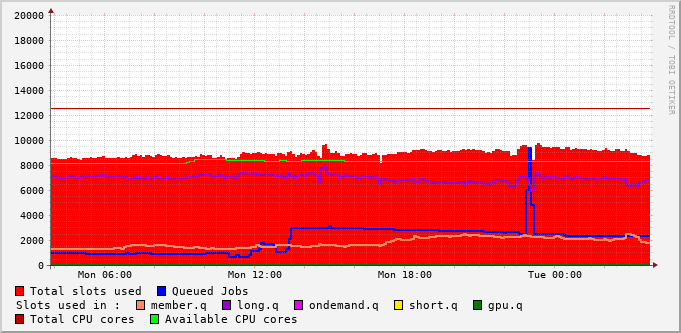 20000
18000
16000
14000
12000
10000
8000
6000
4000
2000
0
Mon 06:00 Mon 12:00 Mon 18:00 Tue 00:00
Total slots used Queued Jobs
Slots used in : member.q long.q ondemand.q short.q gpu.q
Total CPU cores Available CPU cores
RRDTOOL / TOBI OETIKER